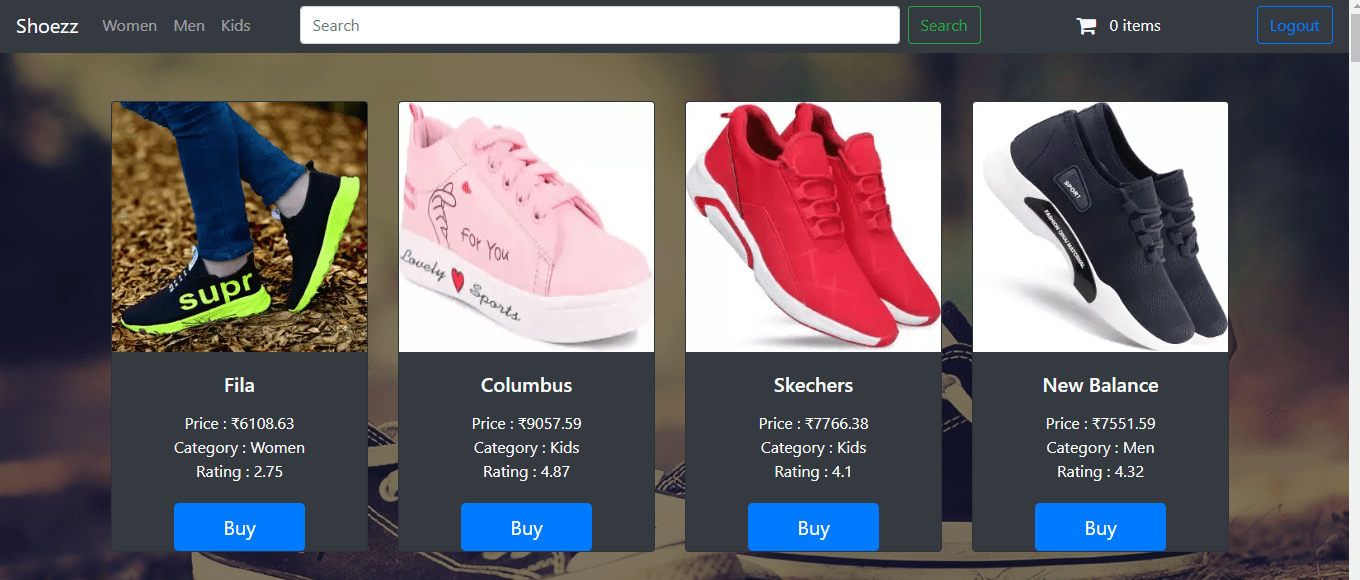 Shoezz Women Men Kids Search Search 0 items Logout
supr
For You
Lovely Sports
SPORT
Fila
Price : ₹6108.63
Category : Women
Rating : 2.75
Buy
Columbus
Price : ₹9057.59
Category : Kids
Rating : 4.87
Buy
Skechers
Price : ₹7766.38
Category : Kids
Rating : 4.1
Buy
New Balance
Price : ₹7551.59
Category : Men
Rating : 4.32
Buy